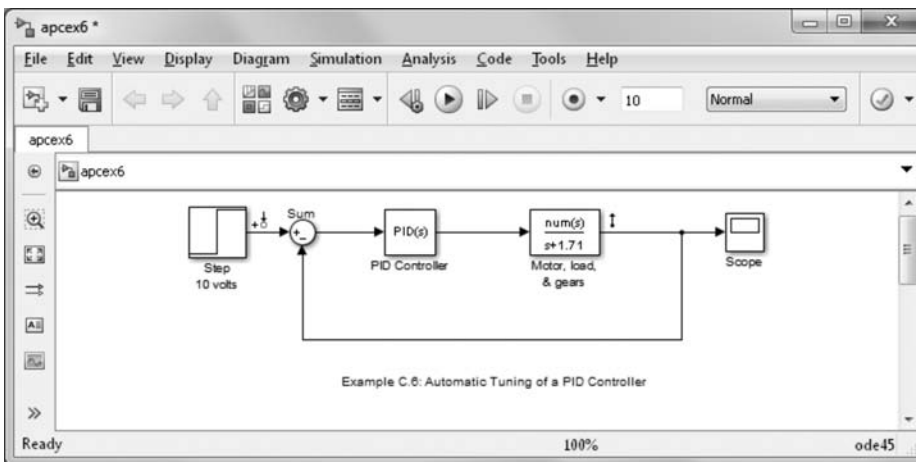 apcex6 *
File Edit View Display Diagram Simulation Analysis Code Tools Help
10 Normal
apcex6
apcex6
Sum
+
+
-
PID(s)
num(s)
s+1.71
Step
10 volts
PID Controller
Motor, load,
& gears
Scope
Example C.6: Automatic Tuning of a PID Controller
Ready 100% ode45